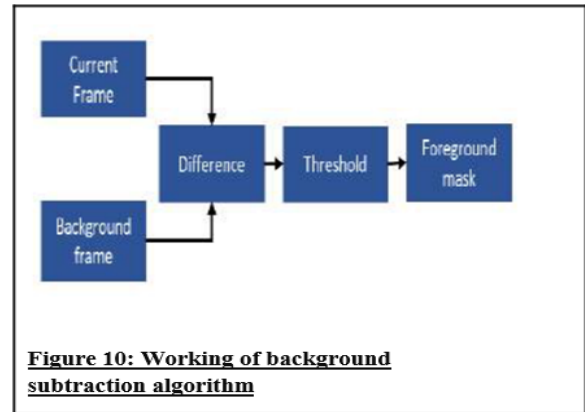 Current
Frame
Background
frame
Difference
Threshold
Foreground
mask
Figure 10: Working of background
subtraction algorithm